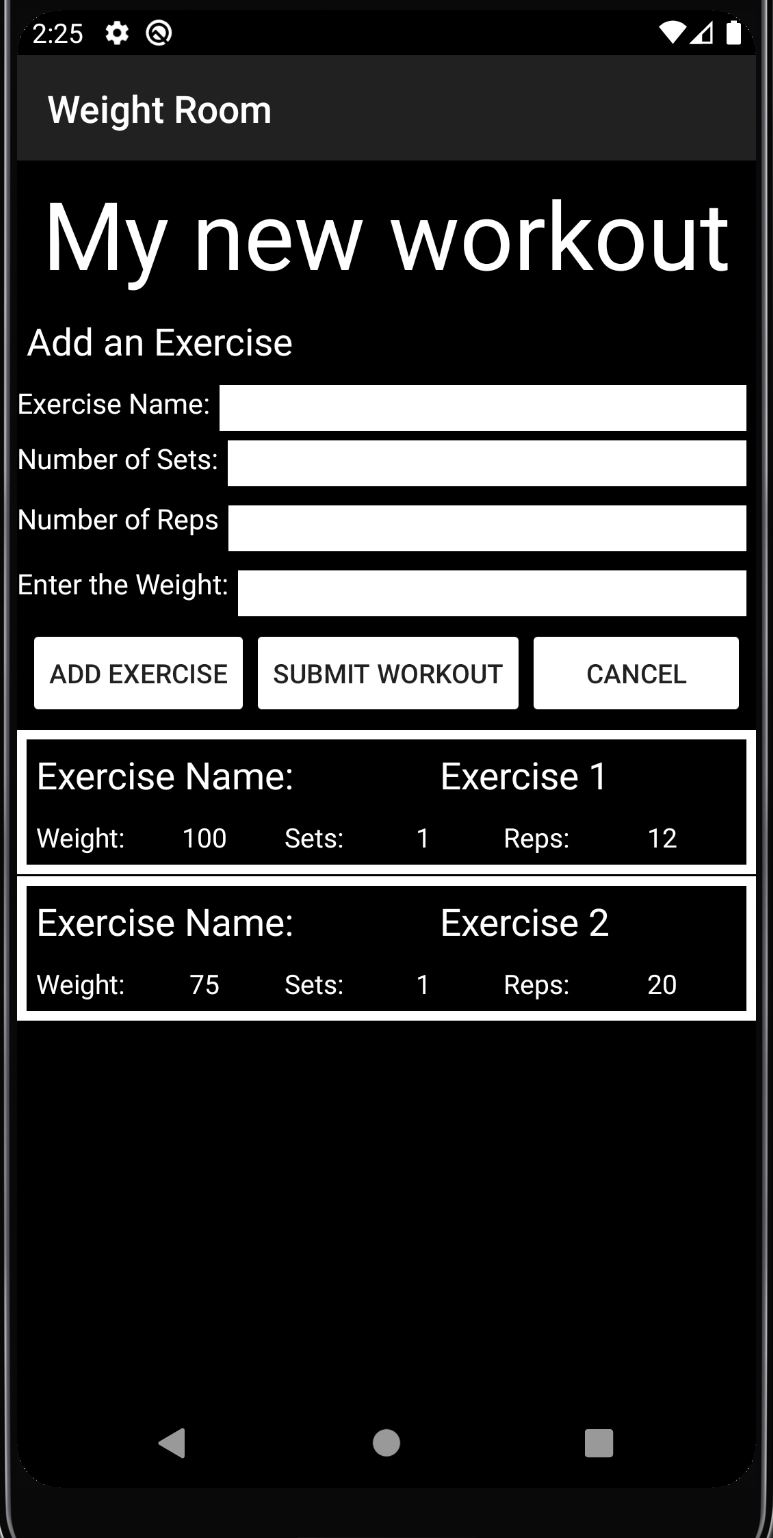 2:25
Weight Room
My new workout
Add an Exercise
Exercise Name:
Number of Sets:
Number of Reps
Enter the Weight:
ADD EXERCISE SUBMIT WORKOUT CANCEL
Exercise Name: Exercise 1
Weight: 100 Sets: 1 Reps: 12
Exercise Name: Exercise 2
Weight: 75 Sets: 1 Reps: 20